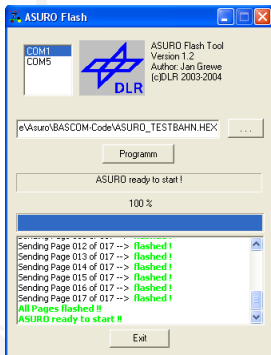 ASURO Flash
COM1
COM5
DLR
ASURO Flash Tool
Version 1.2
Author: Jan Grewe
(c)DLR 2003-2004
e\Asuro\BASCOM-Code\ASURO_TESTBAHN.HEX
...
Programm
ASURO ready to start !
100 %
Sending Page 012 of 017 --> flashed !
Sending Page 013 of 017 --> flashed !
Sending Page 014 of 017 --> flashed !
Sending Page 015 of 017 --> flashed !
Sending Page 016 of 017 --> flashed !
Sending Page 017 of 017 --> flashed !
All Pages flashed !!
ASURO ready to start !!
Exit